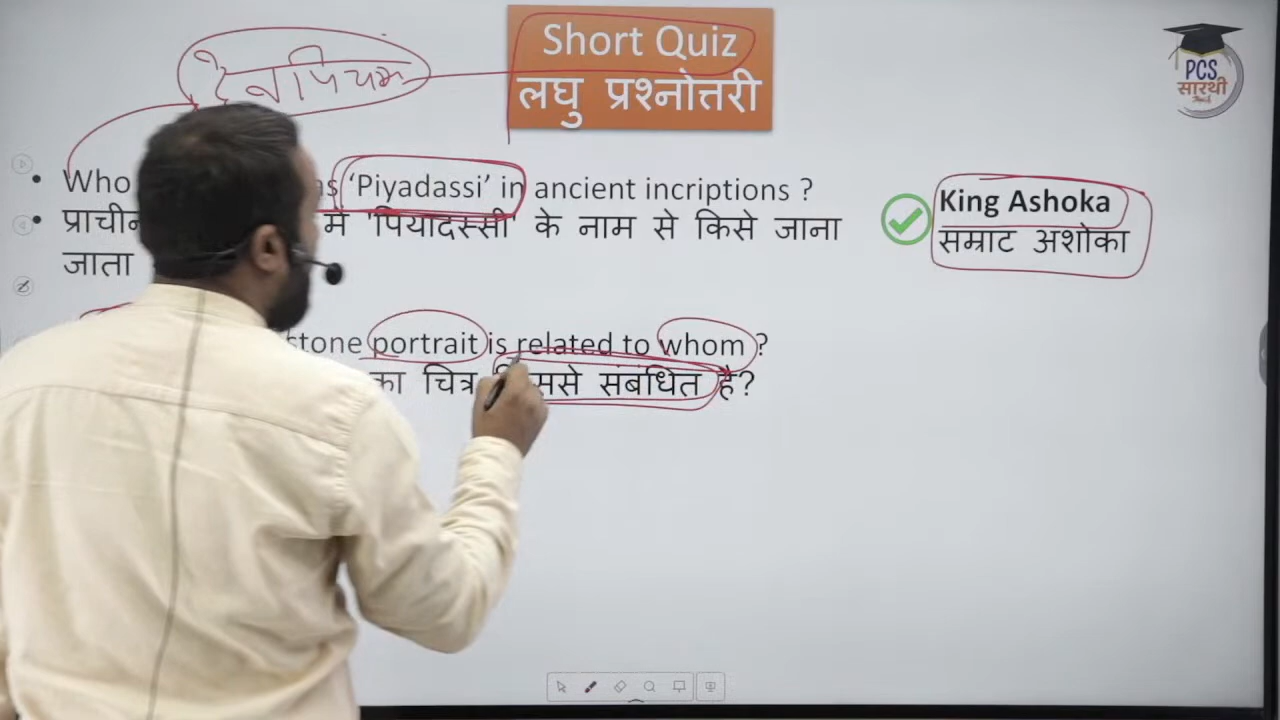 Short Quiz
लघु प्रश्नोत्तरी
PCS
सारथी
Who 'Piyadassi' in ancient incriptions ?
में 'पियादस्सी' के नाम से किसे जाना
जाता
King Ashoka
सम्राट अशोका
stone portrait is related to whom ?
का चित्र संबंधित है?